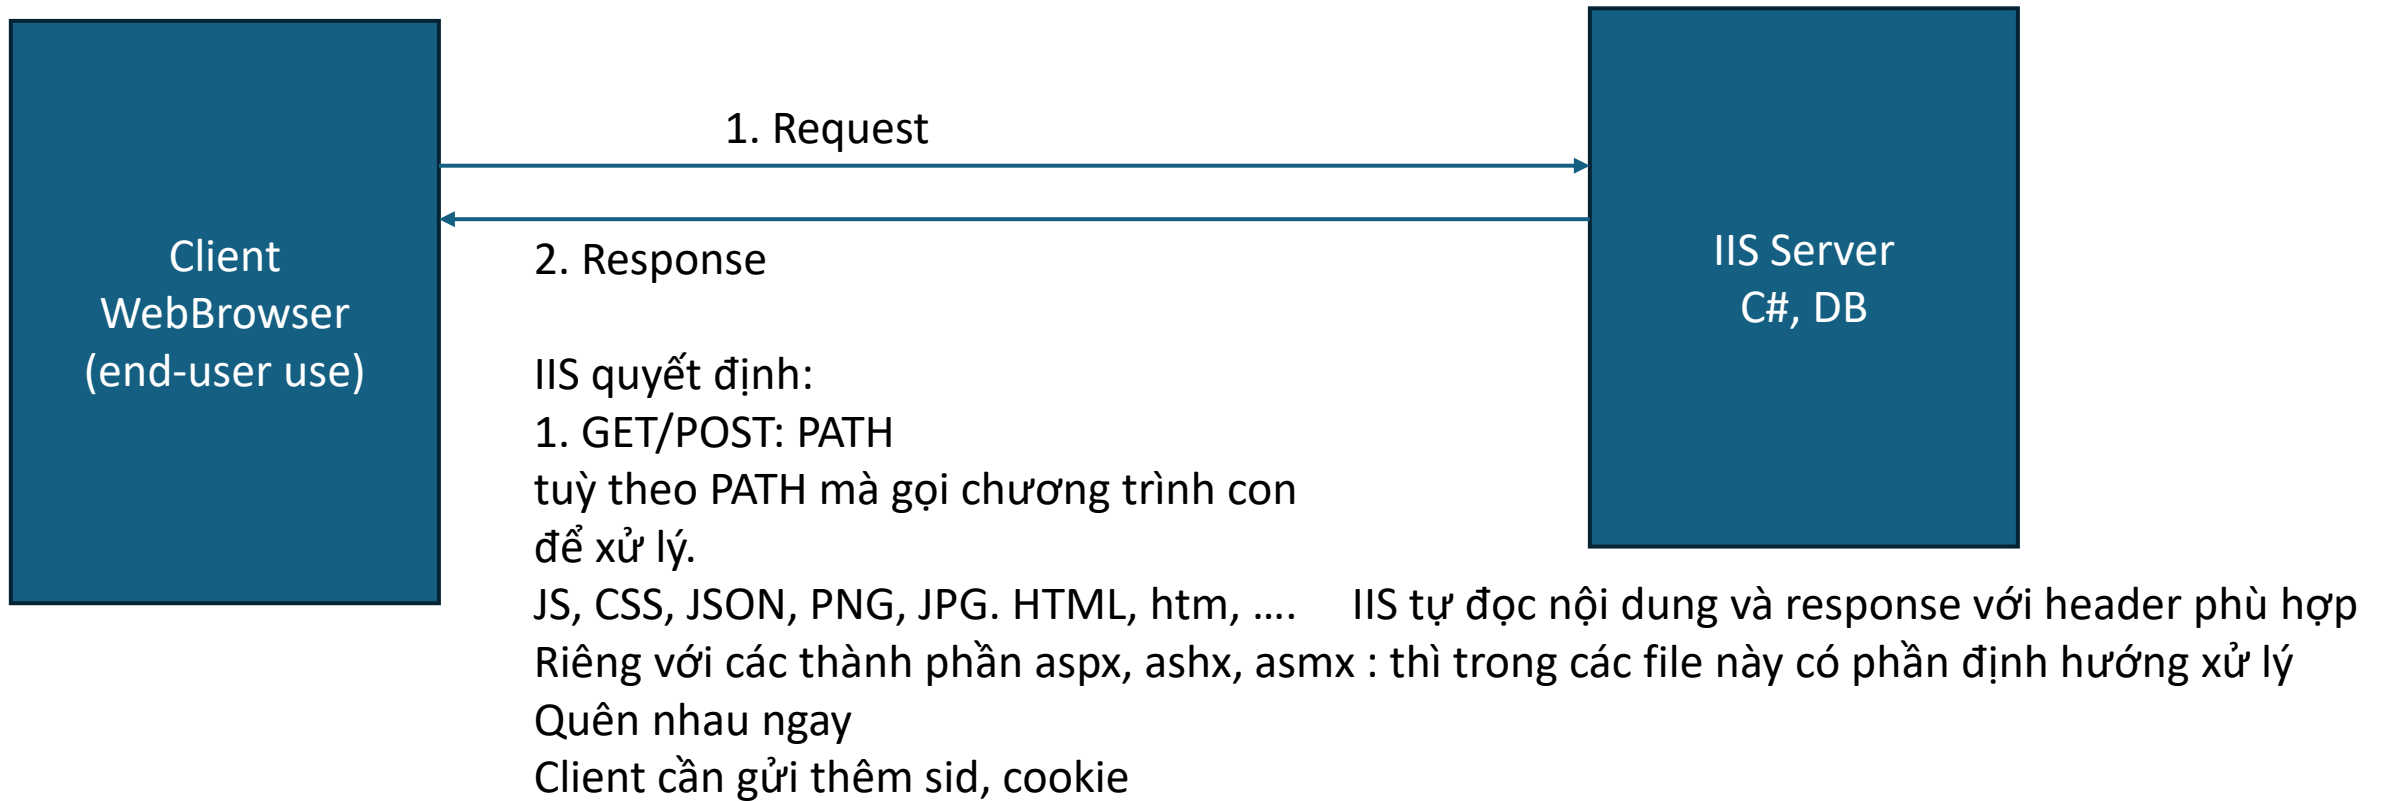 Client
WebBrowser
(end-user use)
1. Request
2. Response
IIS Server
C#, DB
IIS quyết định:
1. GET/POST: PATH
tuỳ theo PATH mà gọi chương trình con
để xử lý.
JS, CSS, JSON, PNG, JPG. HTML, htm, .... IIS tự đọc nội dung và response với header phù hợp
Riêng với các thành phần aspx, ashx, asmx : thì trong các file này có phần định hướng xử lý
Quên nhau ngay
Client cần gửi thêm sid, cookie